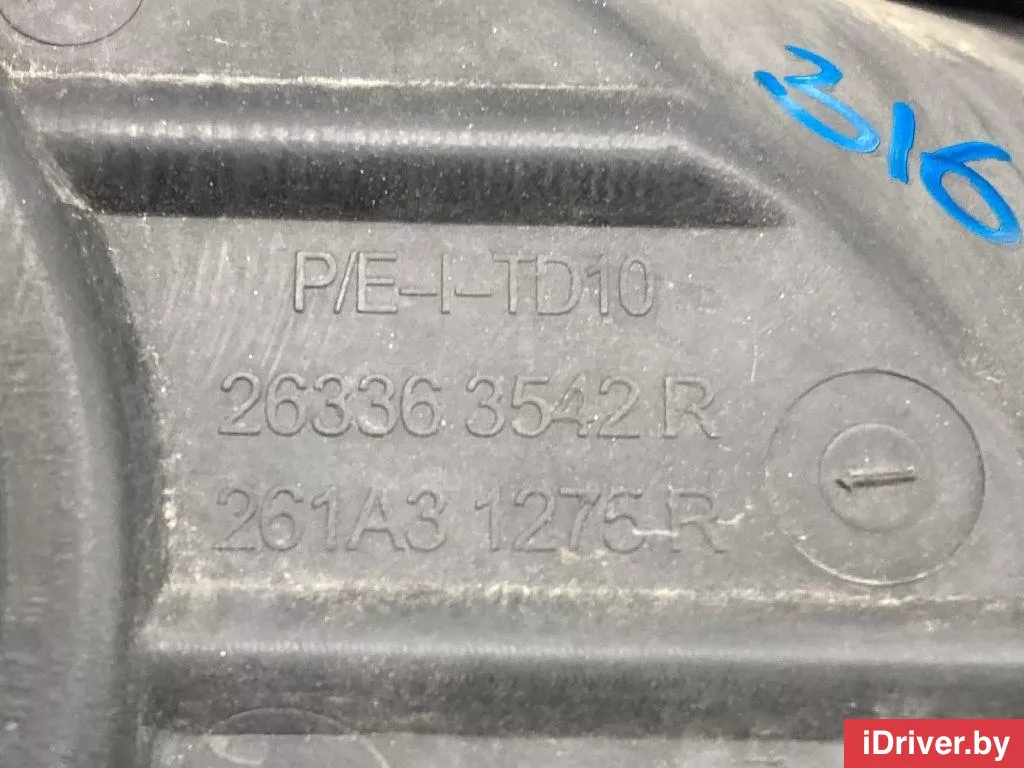 316
P/E-I-TD10
26336 3542 R
261A3 1275 R
iDriver.by